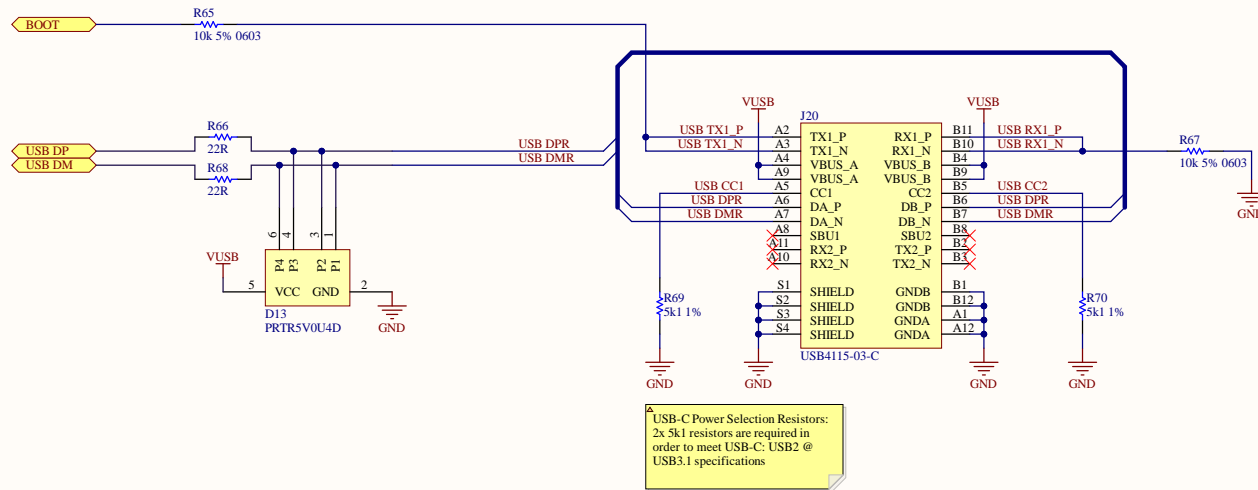 BOOT
R65
10k 5% 0603
USB DP
USB DM
R66
22R
R68
22R
USB DPR
USB DMR
VUSB
6
4
3
1
P4
P3
P2
P1
5
VCC
GND
2
GND
D13
PRTR5V0U4D
VUSB
J20
VUSB
USB TX1_P
A2
TX1_P
RX1_P
B11
USB RX1_P
USB TX1_N
A3
TX1_N
RX1_N
B10
USB RX1_N
A4
VBUS_A
VBUS_B
B4
A9
VBUS_A
VBUS_B
B9
USB CC1
A5
CC1
CC2
B5
USB CC2
USB DPR
A6
DA_P
DB_P
B6
USB DPR
USB DMR
A7
DA_N
DB_N
B7
USB DMR
A8
SBU1
SBU2
B8
A11
RX2_P
TX2_P
B2
A10
RX2_N
TX2_N
B3
S1
SHIELD
GNDB
B1
S2
SHIELD
GNDB
B12
S3
SHIELD
GNDA
A1
S4
SHIELD
GNDA
A12
USB4115-03-C
R67
10k 5% 0603
GND
R69
5k1 1%
R70
5k1 1%
GND
GND
GND
GND
USB-C Power Selection Resistors:
2x 5k1 resistors are required in
order to meet USB-C: USB2 @
USB3.1 specifications